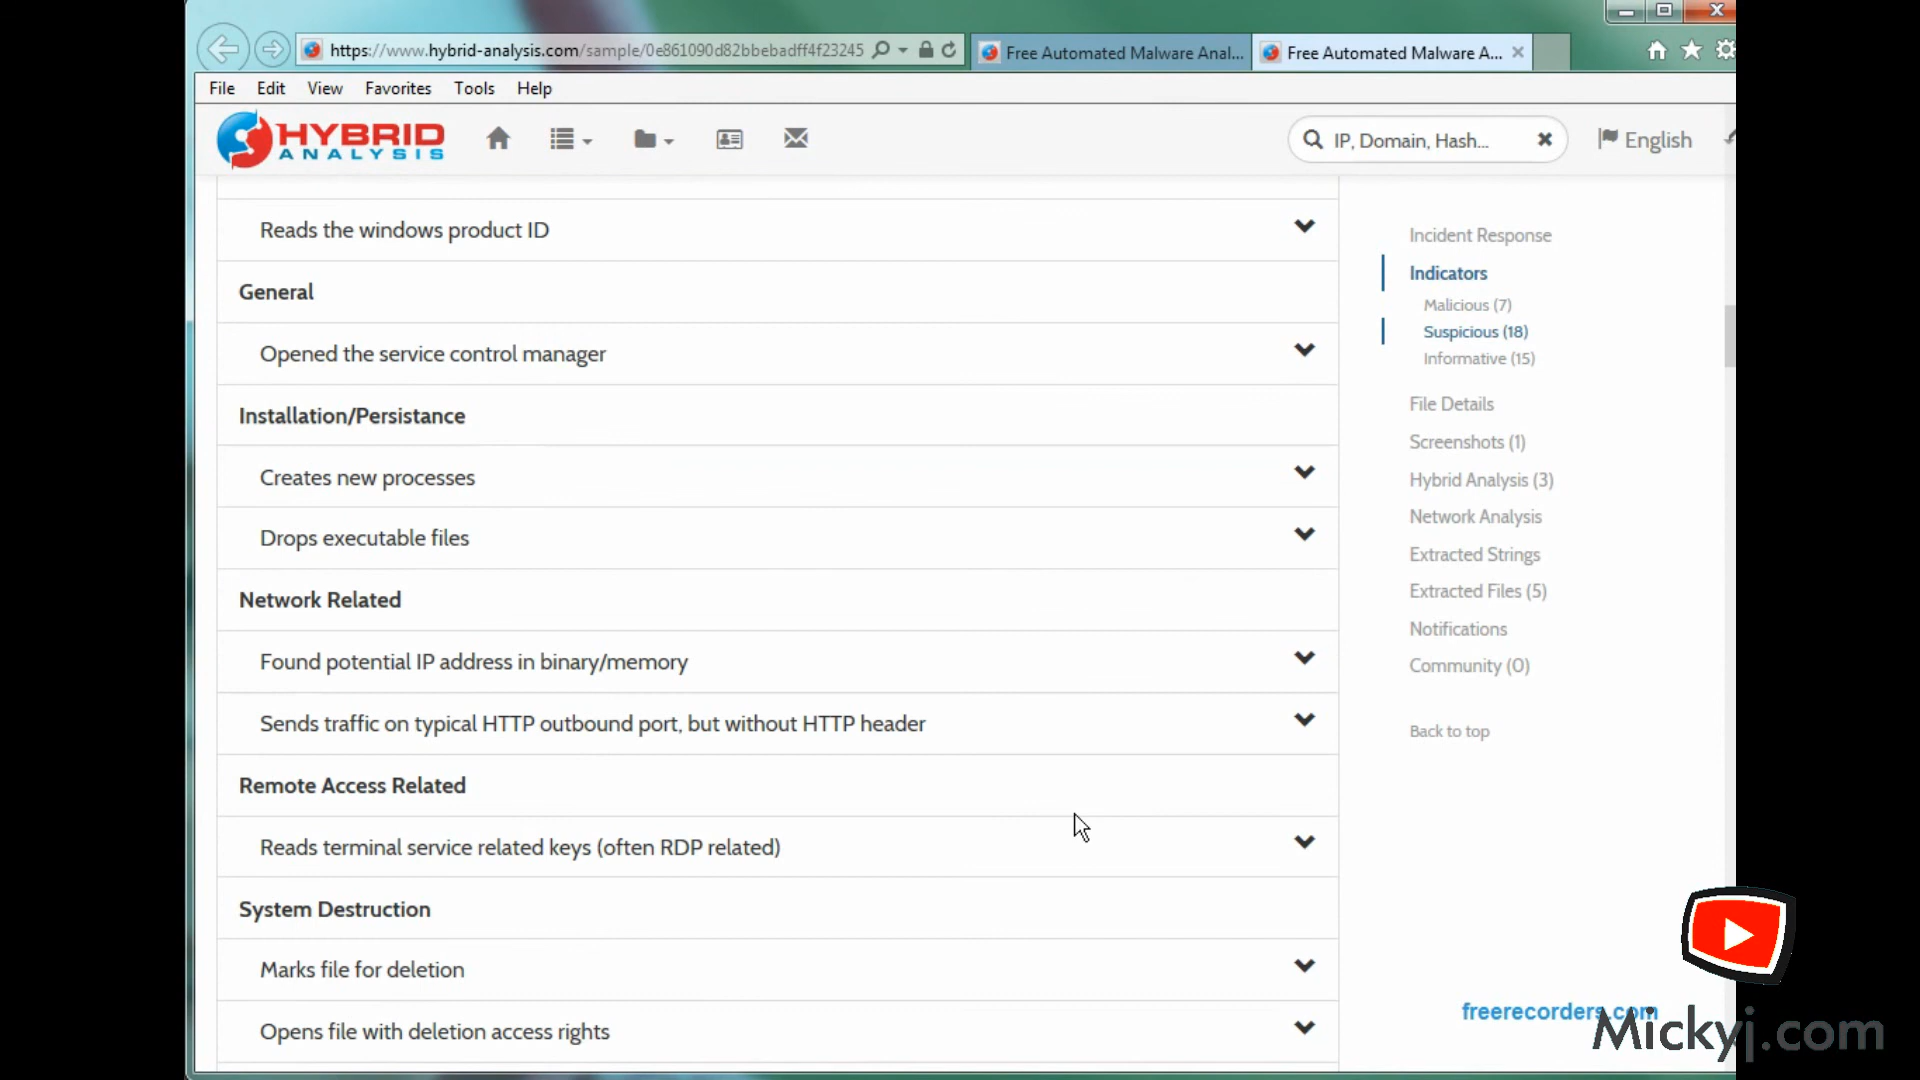 https://www.hybrid-analysis.com/sample/0e861090d82bbebadff4f23245
Free Automated Malware Anal...
Free Automated Malware A...
File Edit View Favorites Tools Help
HYBRID
ANALYSIS
IP, Domain, Hash...
English
Reads the windows product ID
General
Opened the service control manager
Installation/Persistance
Creates new processes
Drops executable files
Network Related
Found potential IP address in binary/memory
Sends traffic on typical HTTP outbound port, but without HTTP header
Remote Access Related
Reads terminal service related keys (often RDP related)
System Destruction
Marks file for deletion
Opens file with deletion access rights
Incident Response
Indicators
Malicious (7)
Suspicious (18)
Informative (15)
File Details
Screenshots (1)
Hybrid Analysis (3)
Network Analysis
Extracted Strings
Extracted Files (5)
Notifications
Community (0)
Back to top
freerecorders.com
Mickyj.com